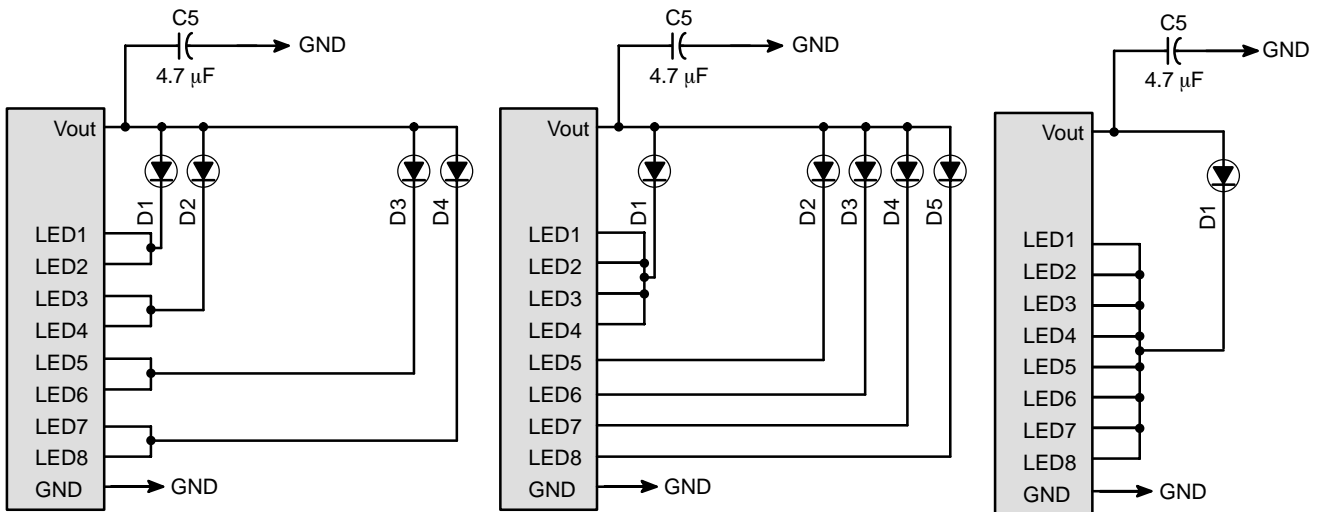 C5
GND
4.7 μF
Vout
D1
D2
D3
D4
LED1
LED2
LED3
LED4
LED5
LED6
LED7
LED8
GND
GND
C5
GND
4.7 μF
Vout
D1
D2
D3
D4
D5
LED1
LED2
LED3
LED4
LED5
LED6
LED7
LED8
GND
GND
C5
GND
4.7 μF
Vout
D1
LED1
LED2
LED3
LED4
LED5
LED6
LED7
LED8
GND
GND